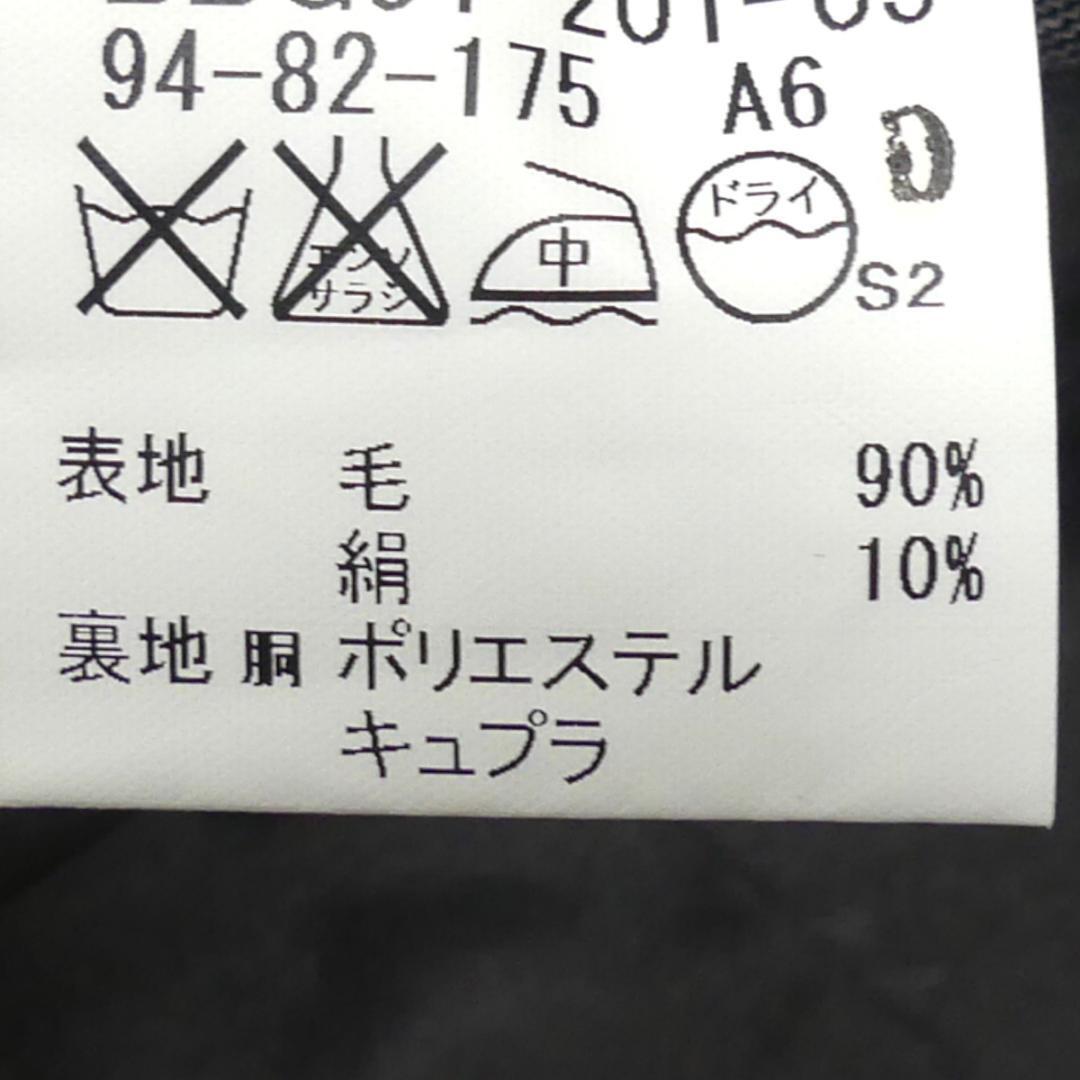 94-82-175 A6
エンソ
サラシ
中
ドライ
S2
表地 毛 90%
絹 10%
裏地 胴 ポリエステル
キュプラ